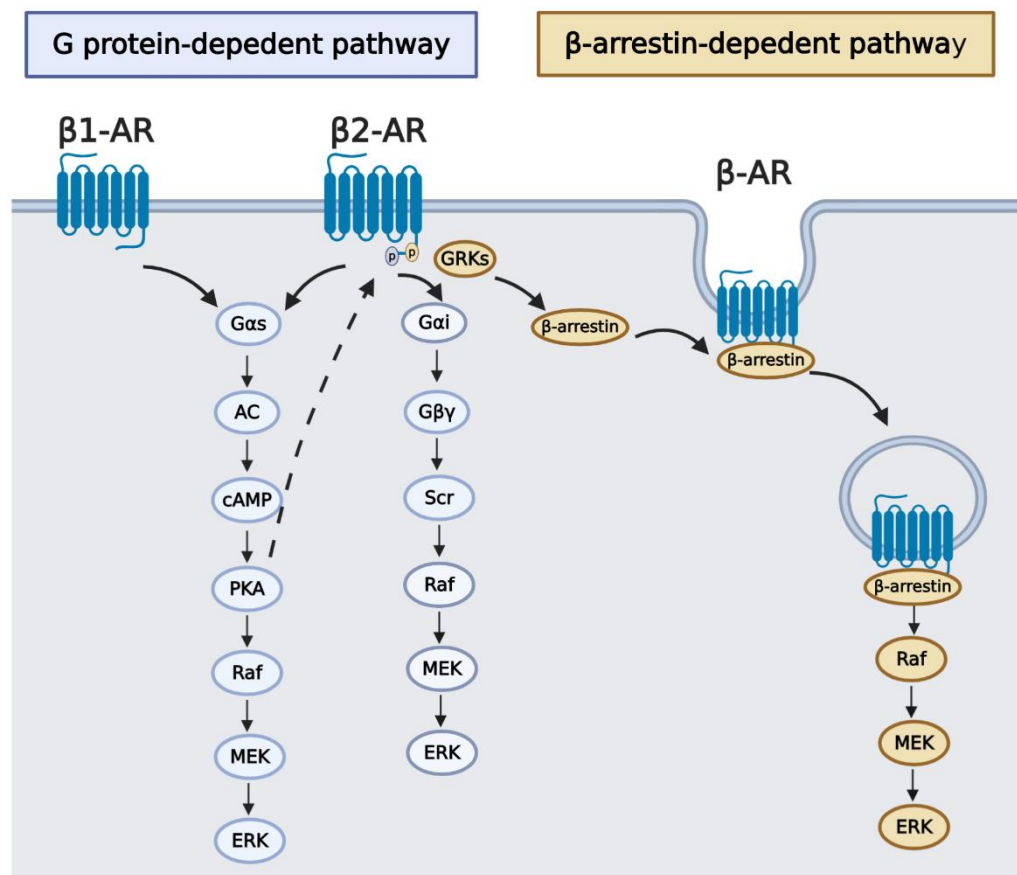 G protein-depedent pathway
β-arrestin-depedent pathway
β1-AR
β2-AR
β-AR
p
p
GRKs
Gαs
Gαi
β-arrestin
β-arrestin
AC
Gβγ
cAMP
Scr
PKA
Raf
β-arrestin
Raf
MEK
Raf
MEK
ERK
MEK
ERK
ERK